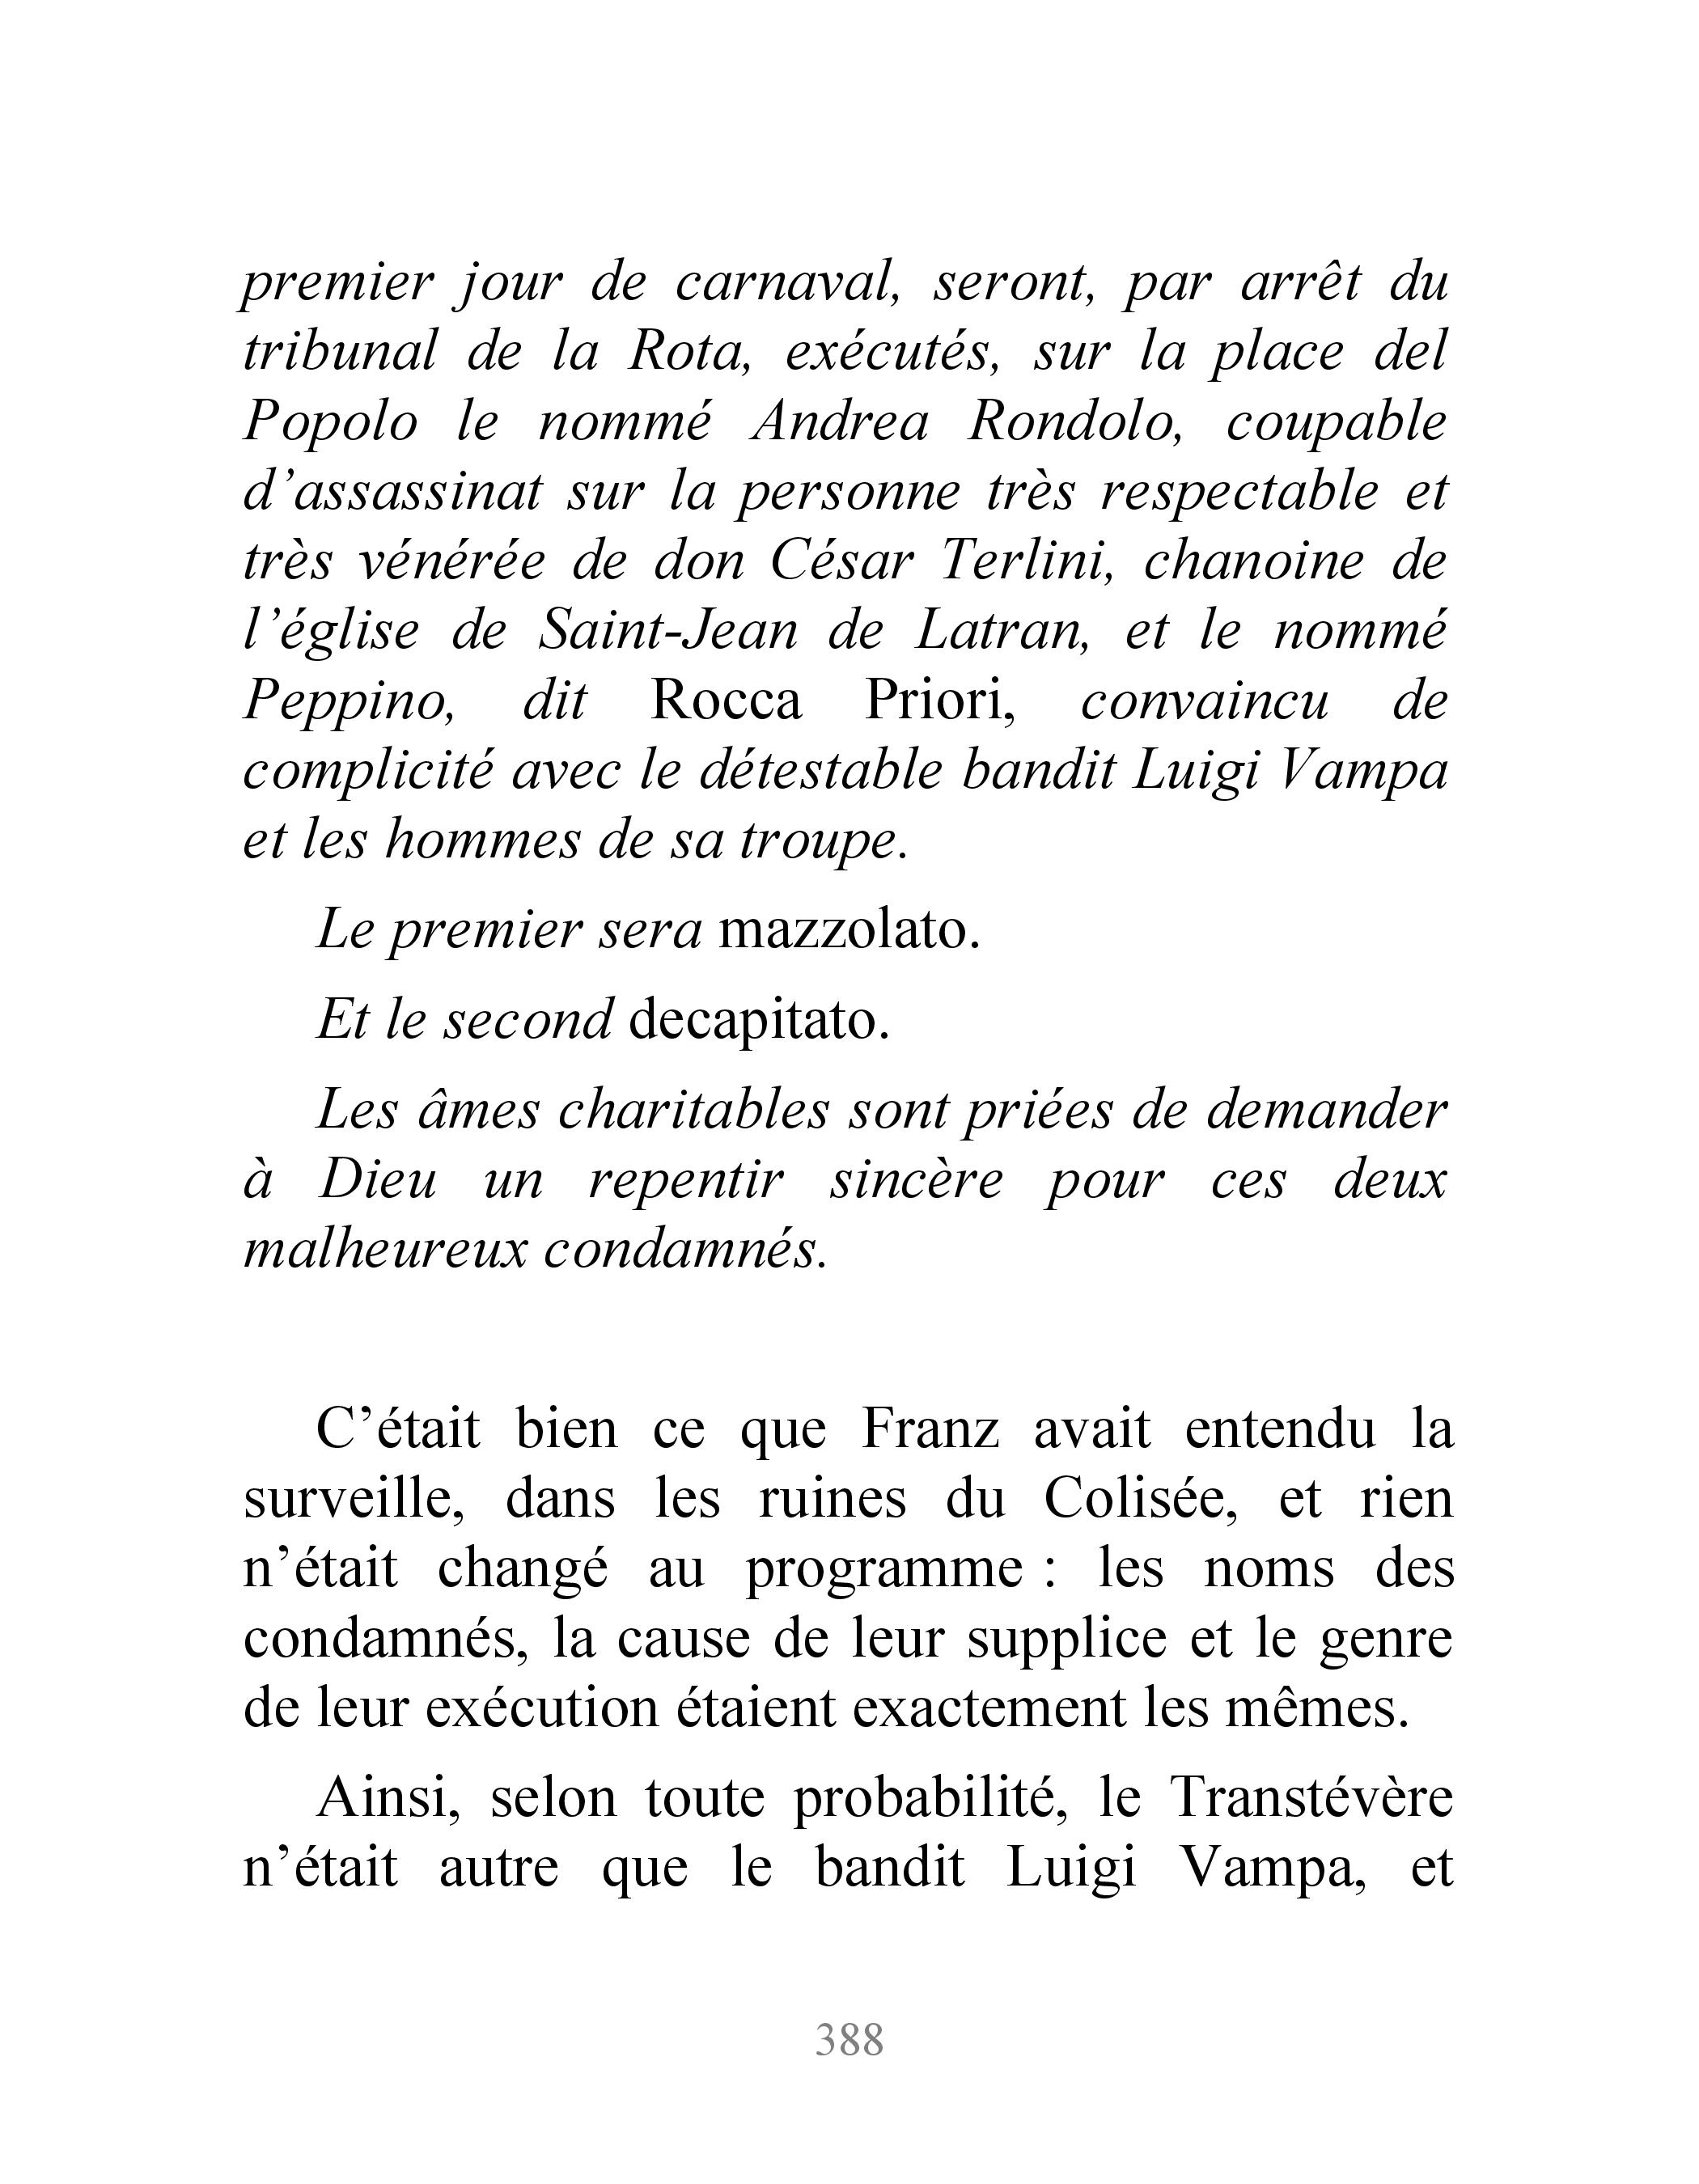 premier jour de carnaval, seront, par arrêt du
tribunal de la Rota, exécutés, sur la place del
Popolo le nommé Andrea Rondolo, coupable
d’assassinat sur la personne très respectable et
très vénérée de don César Terlini, chanoine de
l’église de Saint-Jean de Latran, et le nommé
Peppino, dit Rocca Priori, convaincu de
complicité avec le détestable bandit Luigi Vampa
et les hommes de sa troupe.
Le premier sera mazzolato.
Et le second decapitato.
Les âmes charitables sont priées de demander
à Dieu un repentir sincère pour ces deux
malheureux condamnés.
C’était bien ce que Franz avait entendu la
surveille, dans les ruines du Colisée, et rien
n’était changé au programme : les noms des
condamnés, la cause de leur supplice et le genre
de leur exécution étaient exactement les mêmes.
Ainsi, selon toute probabilité, le Transtévère
n’était autre que le bandit Luigi Vampa, et
388